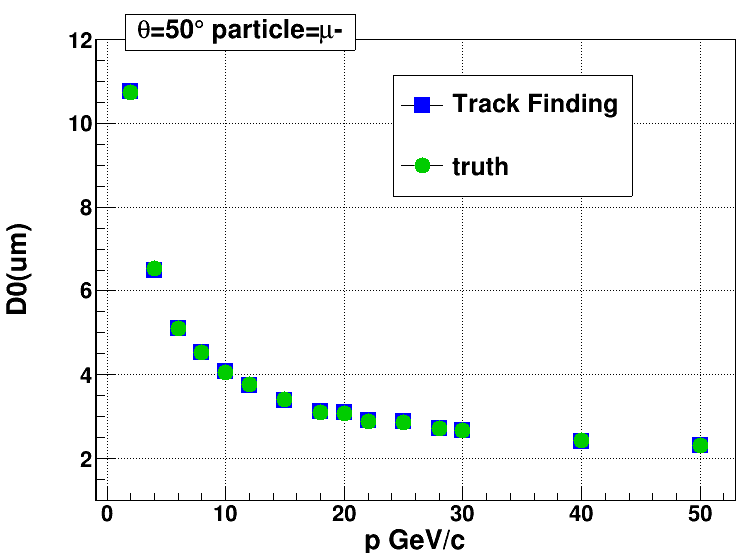 θ=50° particle=μ-
12
10
8
6
4
2
D0(um)
Track Finding
truth
0 10 20 30 40 50
p GeV/c